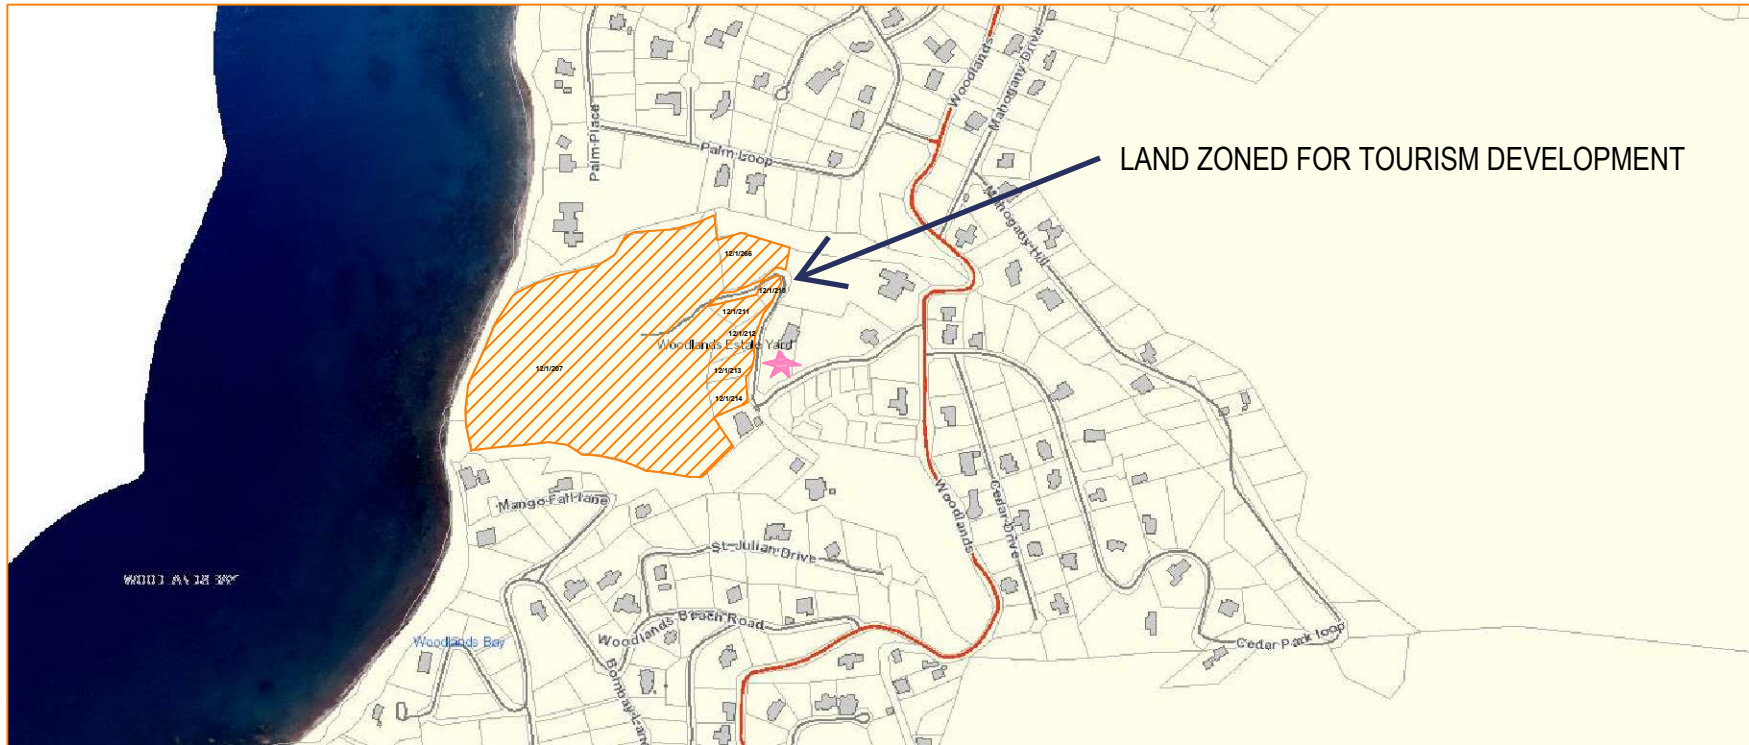 Woodlands
Mahogany Drive
Palm Place
Palm Loop
LAND ZONED FOR TOURISM DEVELOPMENT
Mahogany Hill
12/1/266
12/1/210
12/1/211
12/1/212
Woodlands Estate Yard
12/1/207
12/1/213
12/1/214
Mango Fall lane
Woodlands
Cedar Drive
St. Julian Drive
Woodlands Beach Road
Woodlands Bay
Bombay Lane
Cedar Park loop